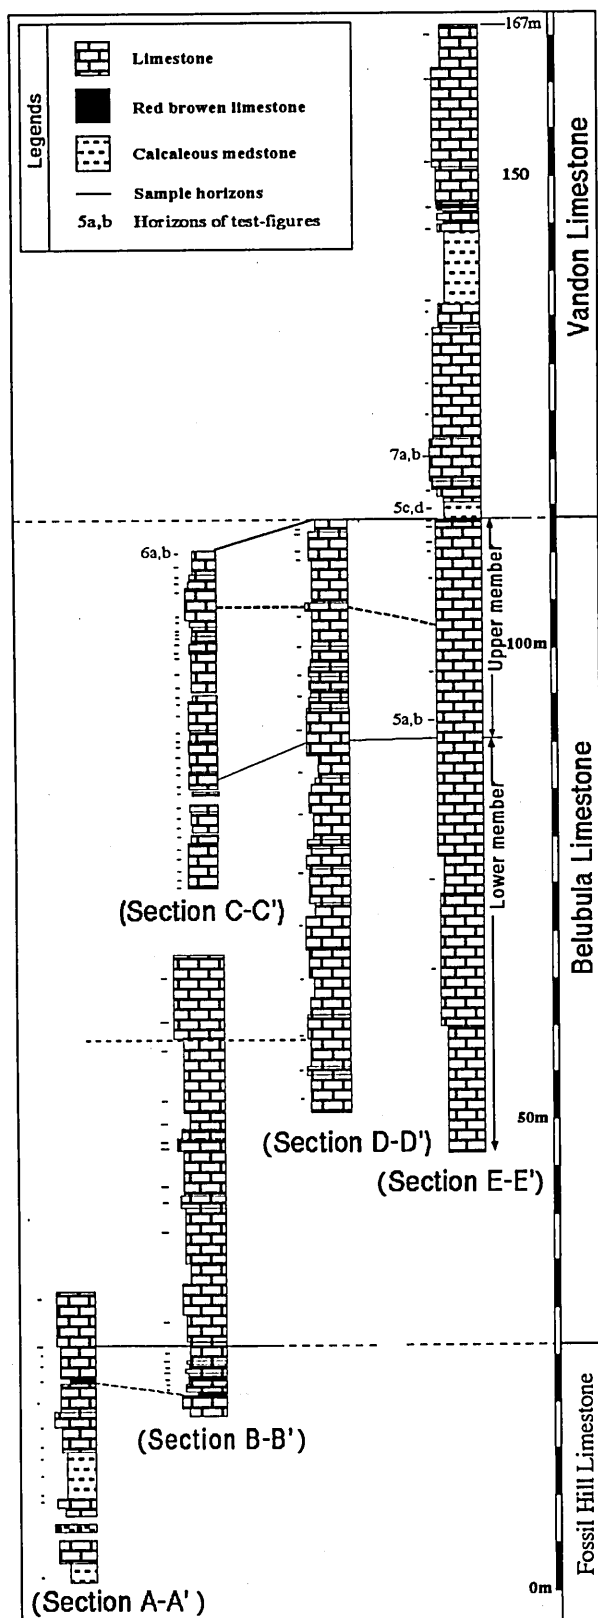 Legends
Limestone
Red browen limestone
Calcaleous medstone
Sample horizons
5a,b Horizons of test-figures
167m
150
Vandon Limestone
7a,b
5c,d
6a,b
Upper member
100m
5a,b
Lower member
Belubula Limestone
(Section C-C')
50m
(Section D-D')
(Section E-E')
(Section B-B')
Fossil Hill Limestone
0m
(Section A-A')